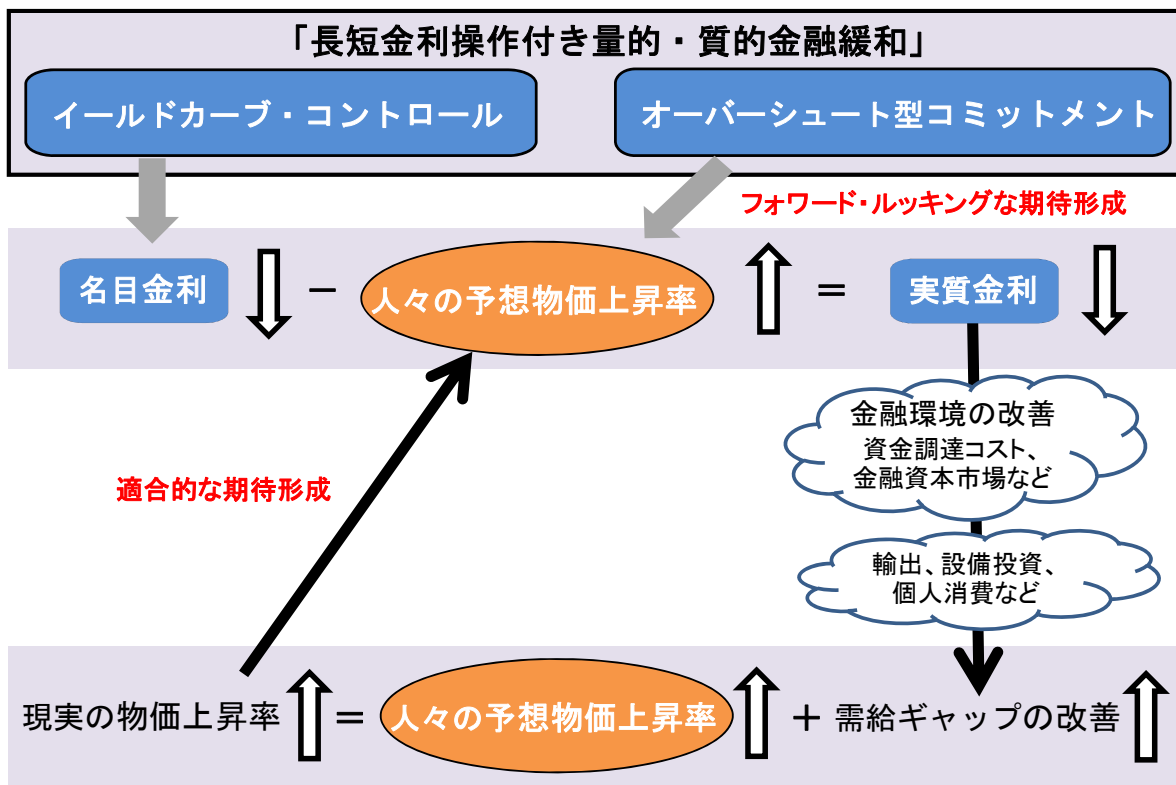 「長短金利操作付き量的・質的金融緩和」
イールドカーブ・コントロール
オーバーシュート型コミットメント
フォワード・ルッキングな期待形成
名目金利
－
人々の予想物価上昇率
＝
実質金利
金融環境の改善
資金調達コスト、
金融資本市場など
適合的な期待形成
輸出、設備投資、
個人消費など
現実の物価上昇率
＝
人々の予想物価上昇率
＋
需給ギャップの改善